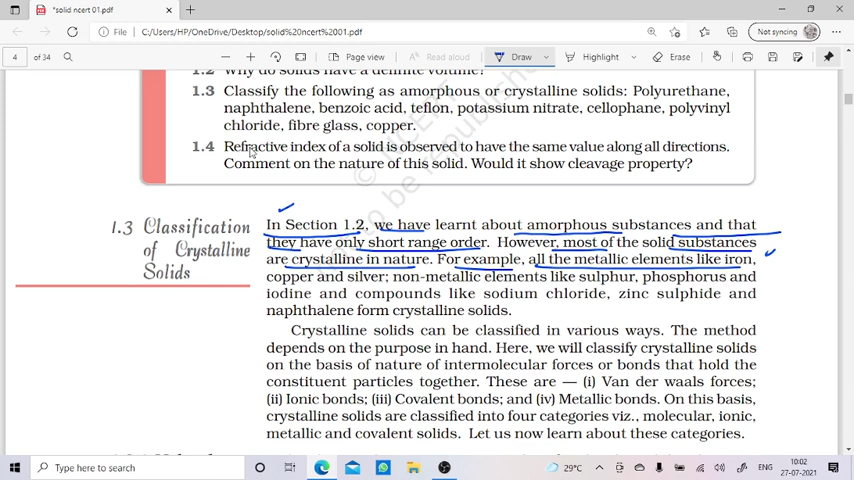 *solid ncert 01.pdf
File C:/Users/HP/OneDrive/Desktop/solid%20ncert%2001.pdf
Not syncing
4 of 34
Page view
Read aloud
Draw
Highlight
Erase
1.2 Why do solids have a definite volume?
1.3 Classify the following as amorphous or crystalline solids: Polyurethane,
naphthalene, benzoic acid, teflon, potassium nitrate, cellophane, polyvinyl
chloride, fibre glass, copper.
1.4 Refractive index of a solid is observed to have the same value along all directions.
Comment on the nature of this solid. Would it show cleavage property?
1.3 Classification
of Crystalline
Solids
In Section 1.2, we have learnt about amorphous substances and that
they have only short range order. However, most of the solid substances
are crystalline in nature. For example, all the metallic elements like iron,
copper and silver; non-metallic elements like sulphur, phosphorus and
iodine and compounds like sodium chloride, zinc sulphide and
naphthalene form crystalline solids.
Crystalline solids can be classified in various ways. The method
depends on the purpose in hand. Here, we will classify crystalline solids
on the basis of nature of intermolecular forces or bonds that hold the
constituent particles together. These are — (i) Van der waals forces;
(ii) Ionic bonds; (iii) Covalent bonds; and (iv) Metallic bonds. On this basis,
crystalline solids are classified into four categories viz., molecular, ionic,
metallic and covalent solids. Let us now learn about these categories.
Type here to search
29°C
ENG
10:02
27-07-2021